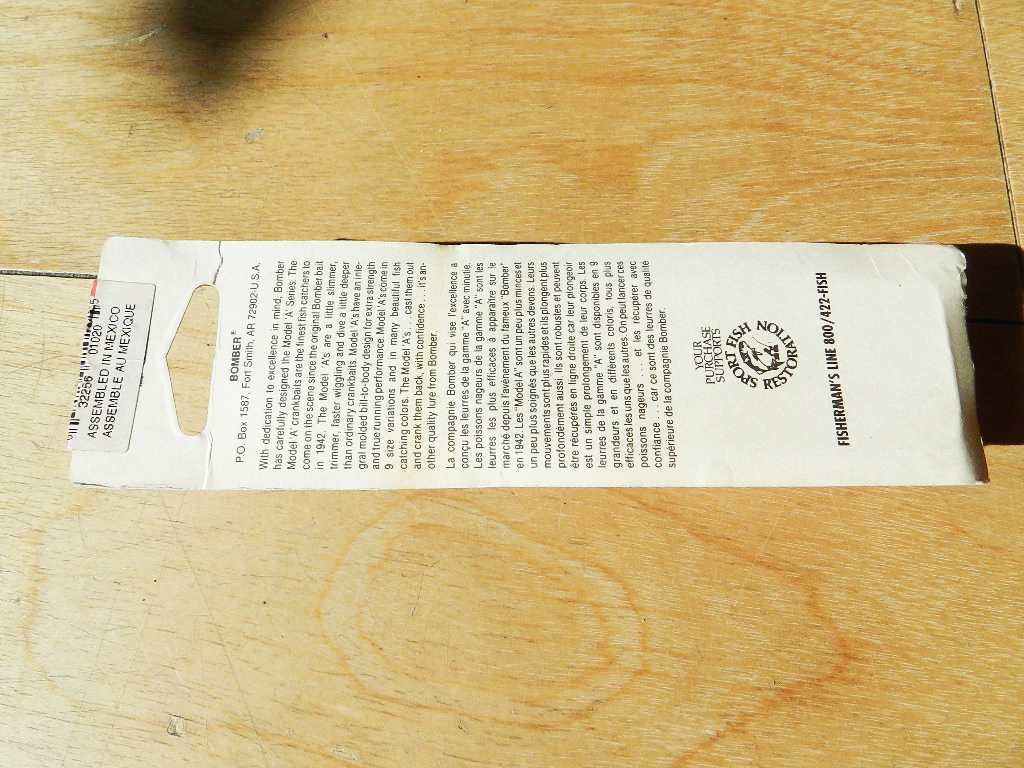 32256 01020 5
ASSEMBLED IN MEXICO
ASSEMBLÉ AU MEXIQUE
BOMBER®
P.O. Box 1587, Fort Smith, AR 72902-U.S.A.
With dedication to excellence in mind, Bomber
has carefully designed the Model 'A' Series. The
Model 'A' crankbaits are the finest fish catchers to
come on the scene since the original Bomber bait
in 1942. The Model 'A's are a little slimmer,
trimmer, faster wiggling and dive a little deeper
than ordinary crankbaits. Model 'A's have an inte-
gral molded bill-to-body design for extra strength
and true running performance. Model 'A's come in
9 size variations and in many beautiful fish
catching colors. The Model 'A's . . . cast them out
and crank them back, with confidence . . . it's an-
other quality lure from Bomber.
La compagnie Bomber qui vise l'excellence a
conçu les leurres de la gamme "A" avec minutie.
Les poissons nageurs de la gamme "A" sont les
leurres les plus efficaces à apparaître sur le
marché depuis l'avènement du fameux "Bomber"
en 1942. Les "Model A" sont un peu plus minces et
un peu plus soignés que les autres devons. Leurs
mouvements son plus rapides et ils plongent plus
profondément aussi. Ils sont robustes et peuvent
être récupérés en ligne droite car leur plongeoir
est un simple prolongement de leur corps. Les
leurres de la gamme "A" sont disponibles en 9
grandeurs et en différents coloris, tous plus
efficaces les uns que les autres. On peut lancer ces
poissons nageurs . . . et les récupérer avec
confiance . . . car ce sont des leurres de qualité
supérieure de la compagnie Bomber.
YOUR
PURCHASE
SUPPORTS
SPORT FISH
RESTORATION
FISHERMAN'S LINE 800/422-FISH